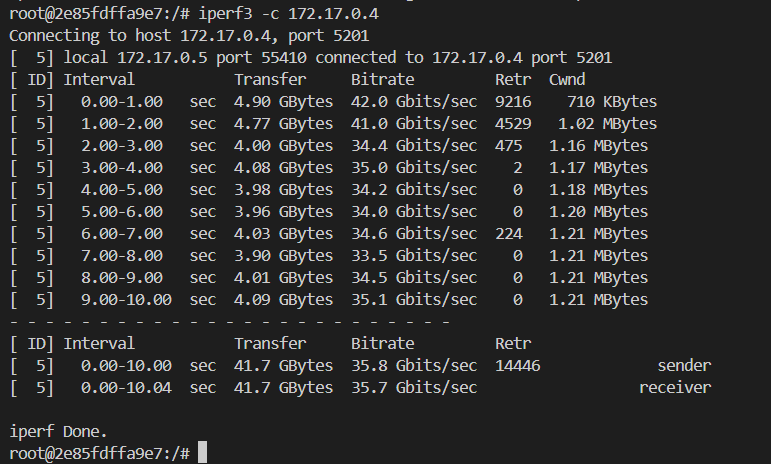 root@2e85fdffa9e7:/# iperf3 -c 172.17.0.4
Connecting to host 172.17.0.4, port 5201
[  5] local 172.17.0.5 port 55410 connected to 172.17.0.4 port 5201
[ ID] Interval           Transfer     Bitrate         Retr  Cwnd
[  5]   0.00-1.00   sec  4.90 GBytes  42.0 Gbits/sec  9216    710 KBytes
[  5]   1.00-2.00   sec  4.77 GBytes  41.0 Gbits/sec  4529   1.02 MBytes
[  5]   2.00-3.00   sec  4.00 GBytes  34.4 Gbits/sec  475   1.16 MBytes
[  5]   3.00-4.00   sec  4.08 GBytes  35.0 Gbits/sec    2   1.17 MBytes
[  5]   4.00-5.00   sec  3.98 GBytes  34.2 Gbits/sec    0   1.18 MBytes
[  5]   5.00-6.00   sec  3.96 GBytes  34.0 Gbits/sec    0   1.20 MBytes
[  5]   6.00-7.00   sec  4.03 GBytes  34.6 Gbits/sec  224   1.21 MBytes
[  5]   7.00-8.00   sec  3.90 GBytes  33.5 Gbits/sec    0   1.21 MBytes
[  5]   8.00-9.00   sec  4.01 GBytes  34.5 Gbits/sec    0   1.21 MBytes
[  5]   9.00-10.00  sec  4.09 GBytes  35.1 Gbits/sec    0   1.21 MBytes
- - - - - - - - - - - - - - - - - - - - - - - - -
[ ID] Interval           Transfer     Bitrate         Retr
[  5]   0.00-10.00  sec  41.7 GBytes  35.8 Gbits/sec  14446             sender
[  5]   0.00-10.04  sec  41.7 GBytes  35.7 Gbits/sec                  receiver
iperf Done.
root@2e85fdffa9e7:/#